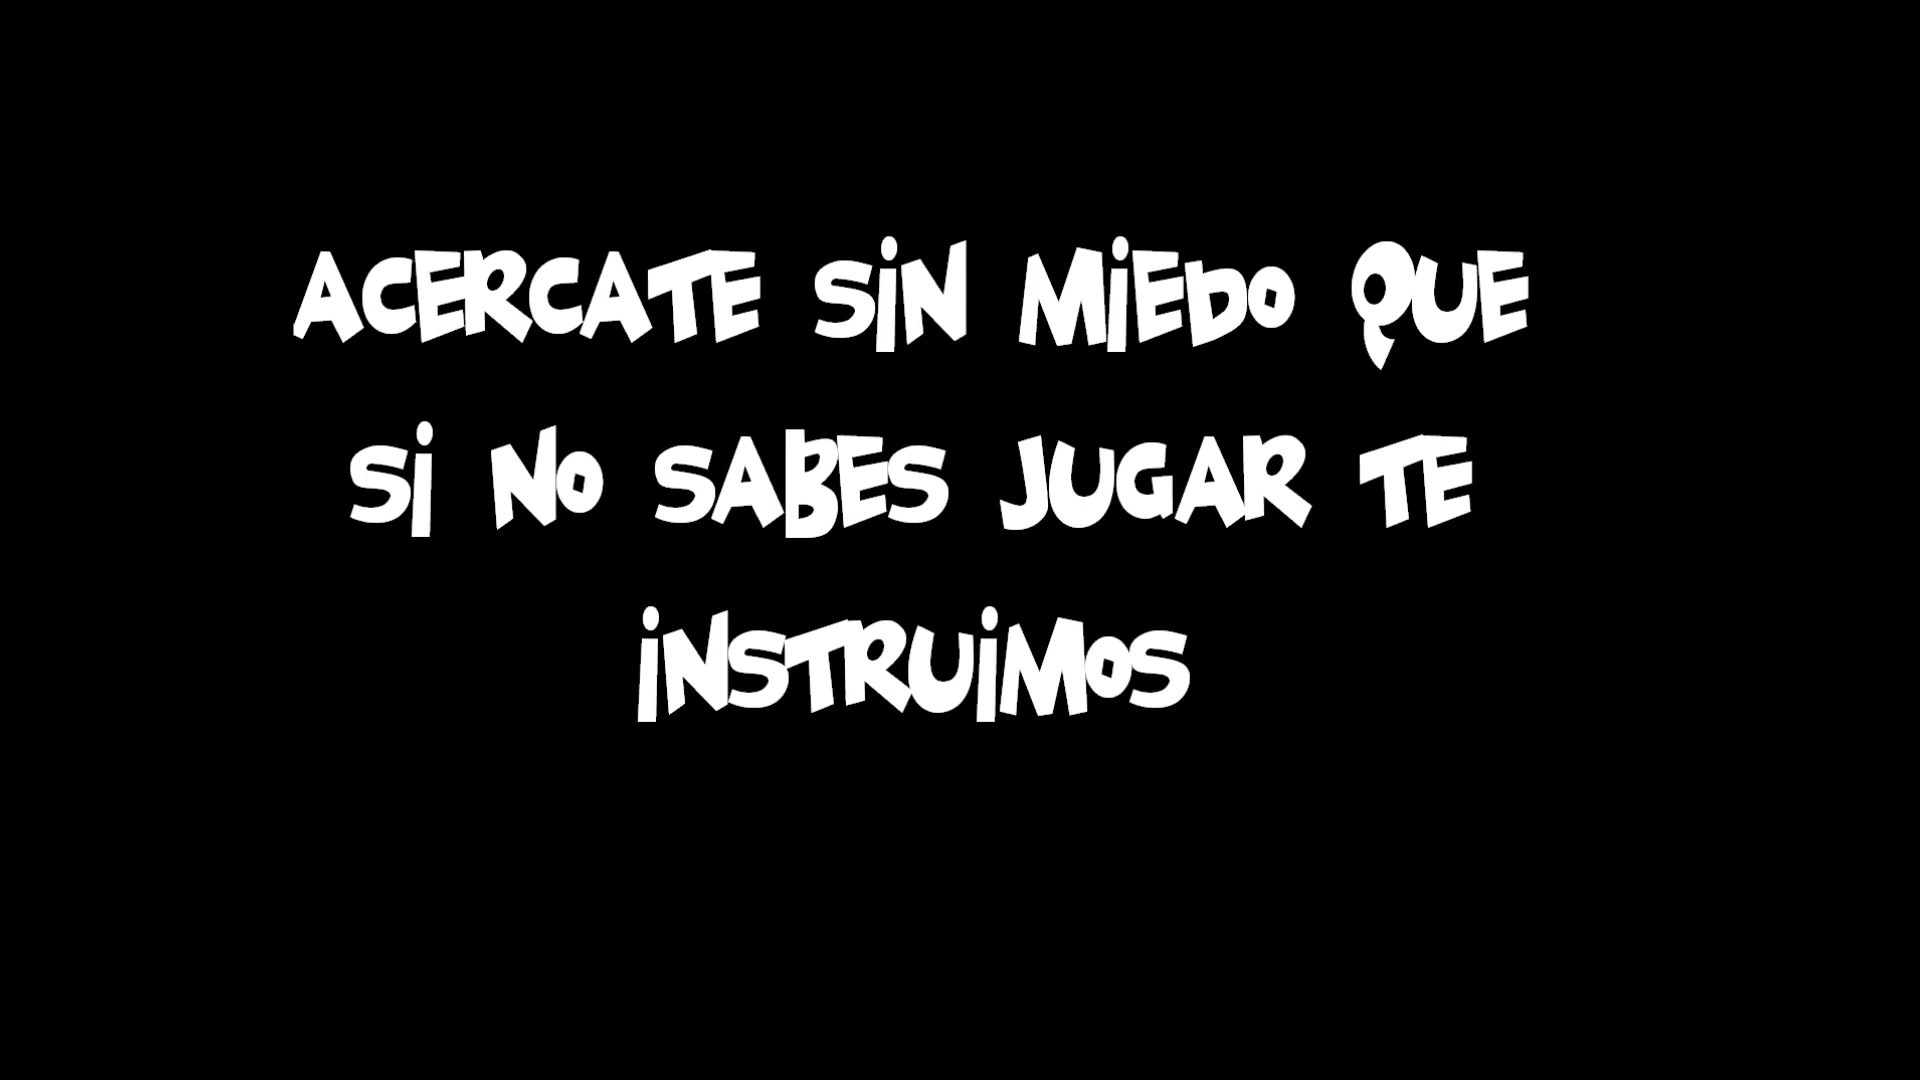 ACERCATE SIN MIEDO QUE
SI NO SABES JUGAR TE
INSTRUIMOS